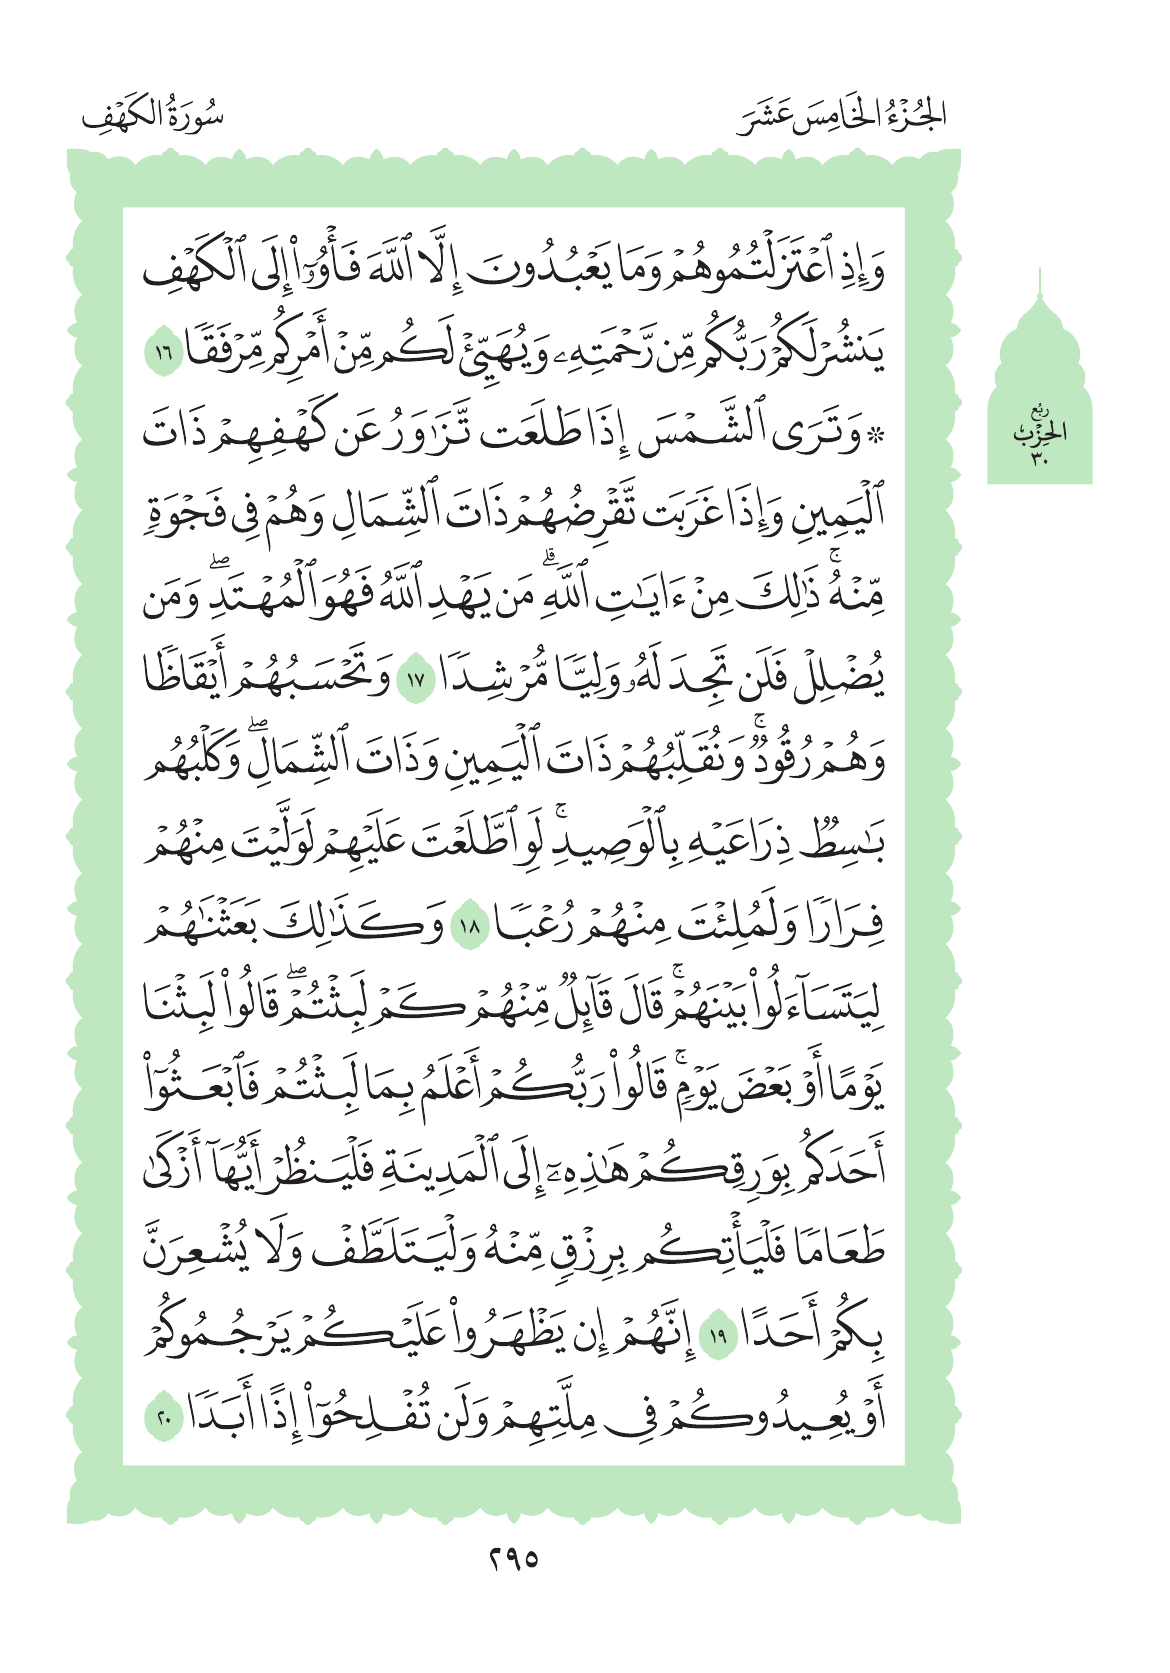 الجُزْءُ الخَامِسَ عَشَرَ
سُورَةُ الكَهْفِ
وَإِذِ ٱعْتَزَلْتُمُوهُمْ وَمَا يَعْبُدُونَ إِلَّا ٱللَّهَ فَأْوُۥٓا۟ إِلَى ٱلْكَهْفِ
يَنشُرْ لَكُمْ رَبُّكُم مِّن رَّحْمَتِهِۦ وَيُهَيِّئْ لَكُم مِّنْ أَمْرِكُم مِّرْفَقًا ١٦
۞ وَتَرَى ٱلشَّمْسَ إِذَا طَلَعَت تَّزَٰوَرُ عَن كَهْفِهِمْ ذَاتَ
ٱلْيَمِينِ وَإِذَا غَرَبَت تَّقْرِضُهُمْ ذَاتَ ٱلشِّمَالِ وَهُمْ فِى فَجْوَةٍ
مِّنْهُ ۚ ذَٰلِكَ مِنْ ءَايَـٰتِ ٱللَّهِ ۗ مَن يَهْدِ ٱللَّهُ فَهُوَ ٱلْمُهْتَدِ ۖ وَمَن
يُضْلِلْ فَلَن تَجِدَ لَهُۥ وَلِيًّا مُّرْشِدًا ١٧ وَتَحْسَبُهُمْ أَيْقَاظًا
وَهُمْ رُقُودٌ ۚ وَنُقَلِّبُهُمْ ذَاتَ ٱلْيَمِينِ وَذَاتَ ٱلشِّمَالِ ۖ وَكَلْبُهُم
بَـٰسِطٌ ذِرَاعَيْهِ بِٱلْوَصِيدِ ۚ لَوِ ٱطَّلَعْتَ عَلَيْهِمْ لَوَلَّيْتَ مِنْهُمْ
فِرَارًا وَلَمُلِئْتَ مِنْهُمْ رُعْبًا ١٨ وَكَذَٰلِكَ بَعَثْنَـٰهُمْ
لِيَتَسَآءَلُوا۟ بَيْنَهُمْ ۚ قَالَ قَآئِلٌ مِّنْهُمْ كَمْ لَبِثْتُمْ ۖ قَالُوا۟ لَبِثْنَا
يَوْمًا أَوْ بَعْضَ يَوْمٍ ۚ قَالُوا۟ رَبُّكُمْ أَعْلَمُ بِمَا لَبِثْتُمْ فَٱبْعَثُوٓا۟
أَحَدَكُم بِوَرِقِكُمْ هَـٰذِهِۦٓ إِلَى ٱلْمَدِينَةِ فَلْيَنظُرْ أَيُّهَآ أَزْكَىٰ
طَعَامًا فَلْيَأْتِكُم بِرِزْقٍ مِّنْهُ وَلْيَتَلَطَّفْ وَلَا يُشْعِرَنَّ
بِكُمْ أَحَدًا ١٩ إِنَّهُمْ إِن يَظْهَرُوا۟ عَلَيْكُمْ يَرْجُمُوكُمْ
أَوْ يُعِيدُوكُمْ فِى مِلَّتِهِمْ وَلَن تُفْلِحُوٓا۟ إِذًا أَبَدًا ٢٠
رُبْع
الحِزْب
٣٠
٢٩٥